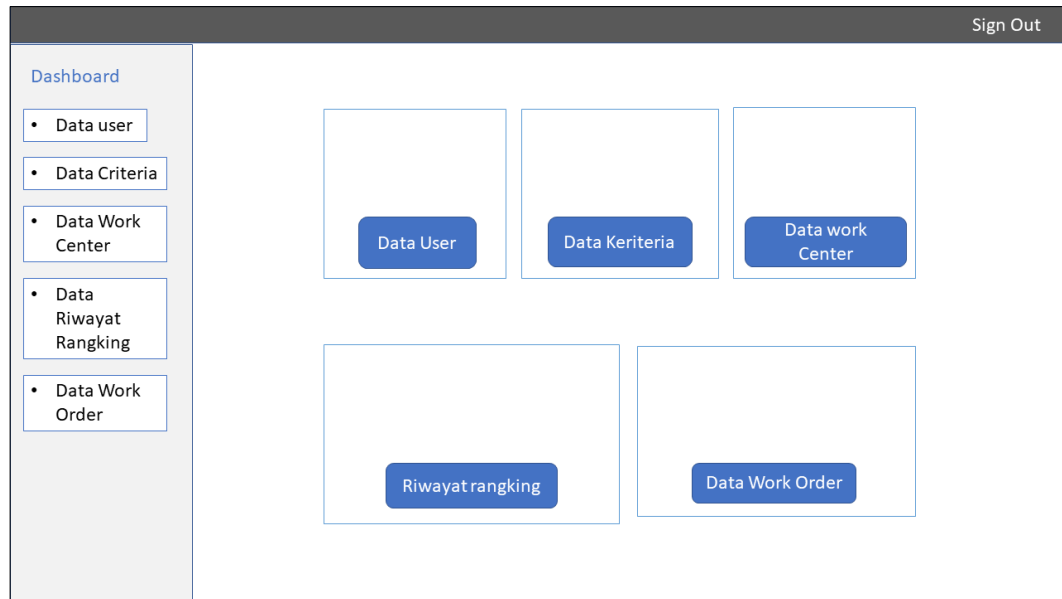 Sign Out
Dashboard
• Data user
• Data Criteria
• Data Work
Center
• Data
Riwayat
Rangking
• Data Work
Order
Data User
Data Keriteria
Data work
Center
Riwayat rangking
Data Work Order